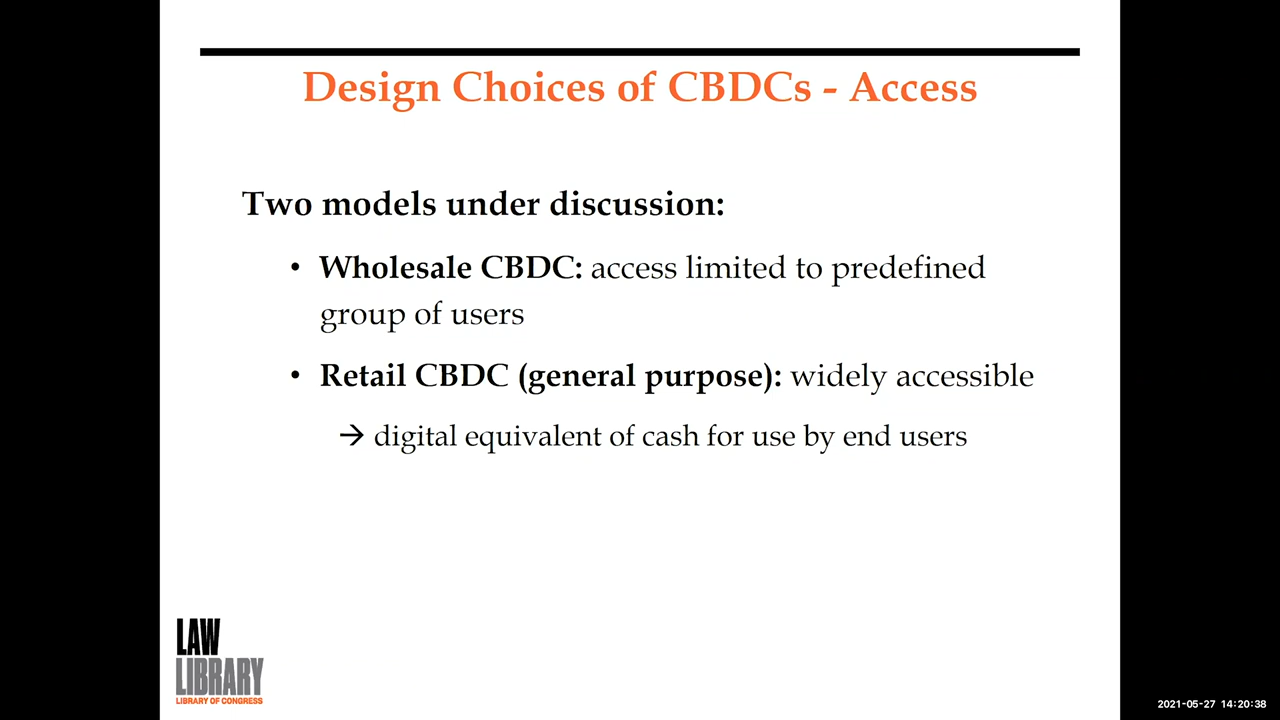 Design Choices of CBDCs - Access
Two models under discussion:
• Wholesale CBDC: access limited to predefined
group of users
• Retail CBDC (general purpose): widely accessible
→ digital equivalent of cash for use by end users
LAW
LIBRARY
LIBRARY OF CONGRESS
2021-05-27 14:20:38